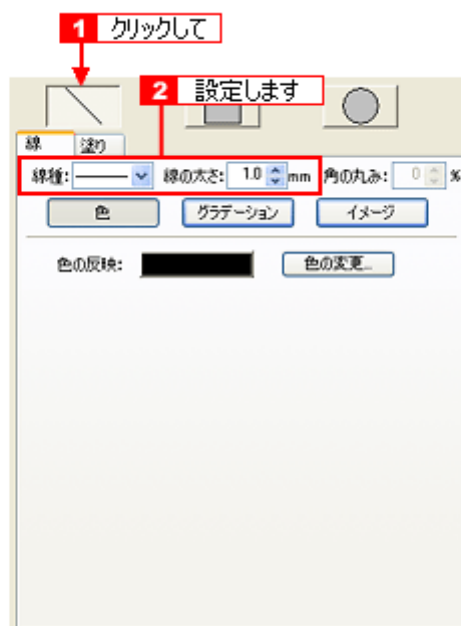 1 クリックして
2 設定します
線 塗り
線種: 線の太さ: 1.0 mm 角の丸み: 0 %
色 グラデーション イメージ
色の反映: 色の変更...